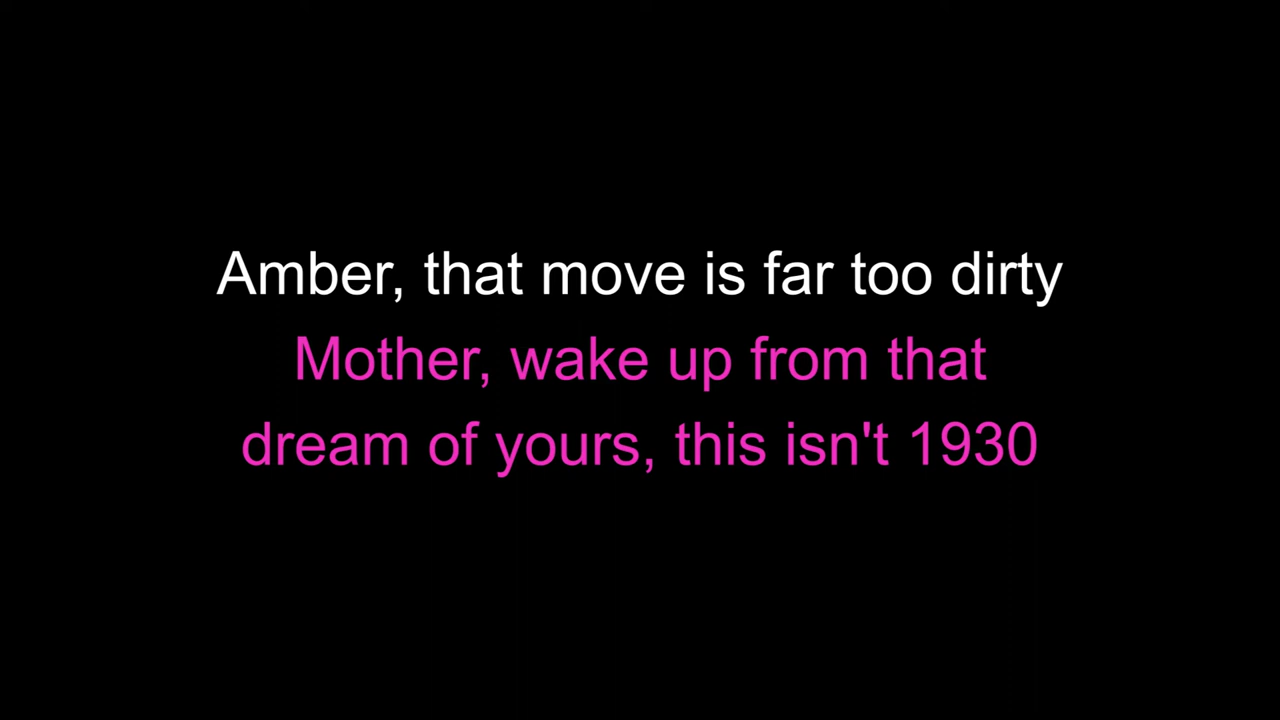 Amber, that move is far too dirty
Mother, wake up from that
dream of yours, this isn't 1930